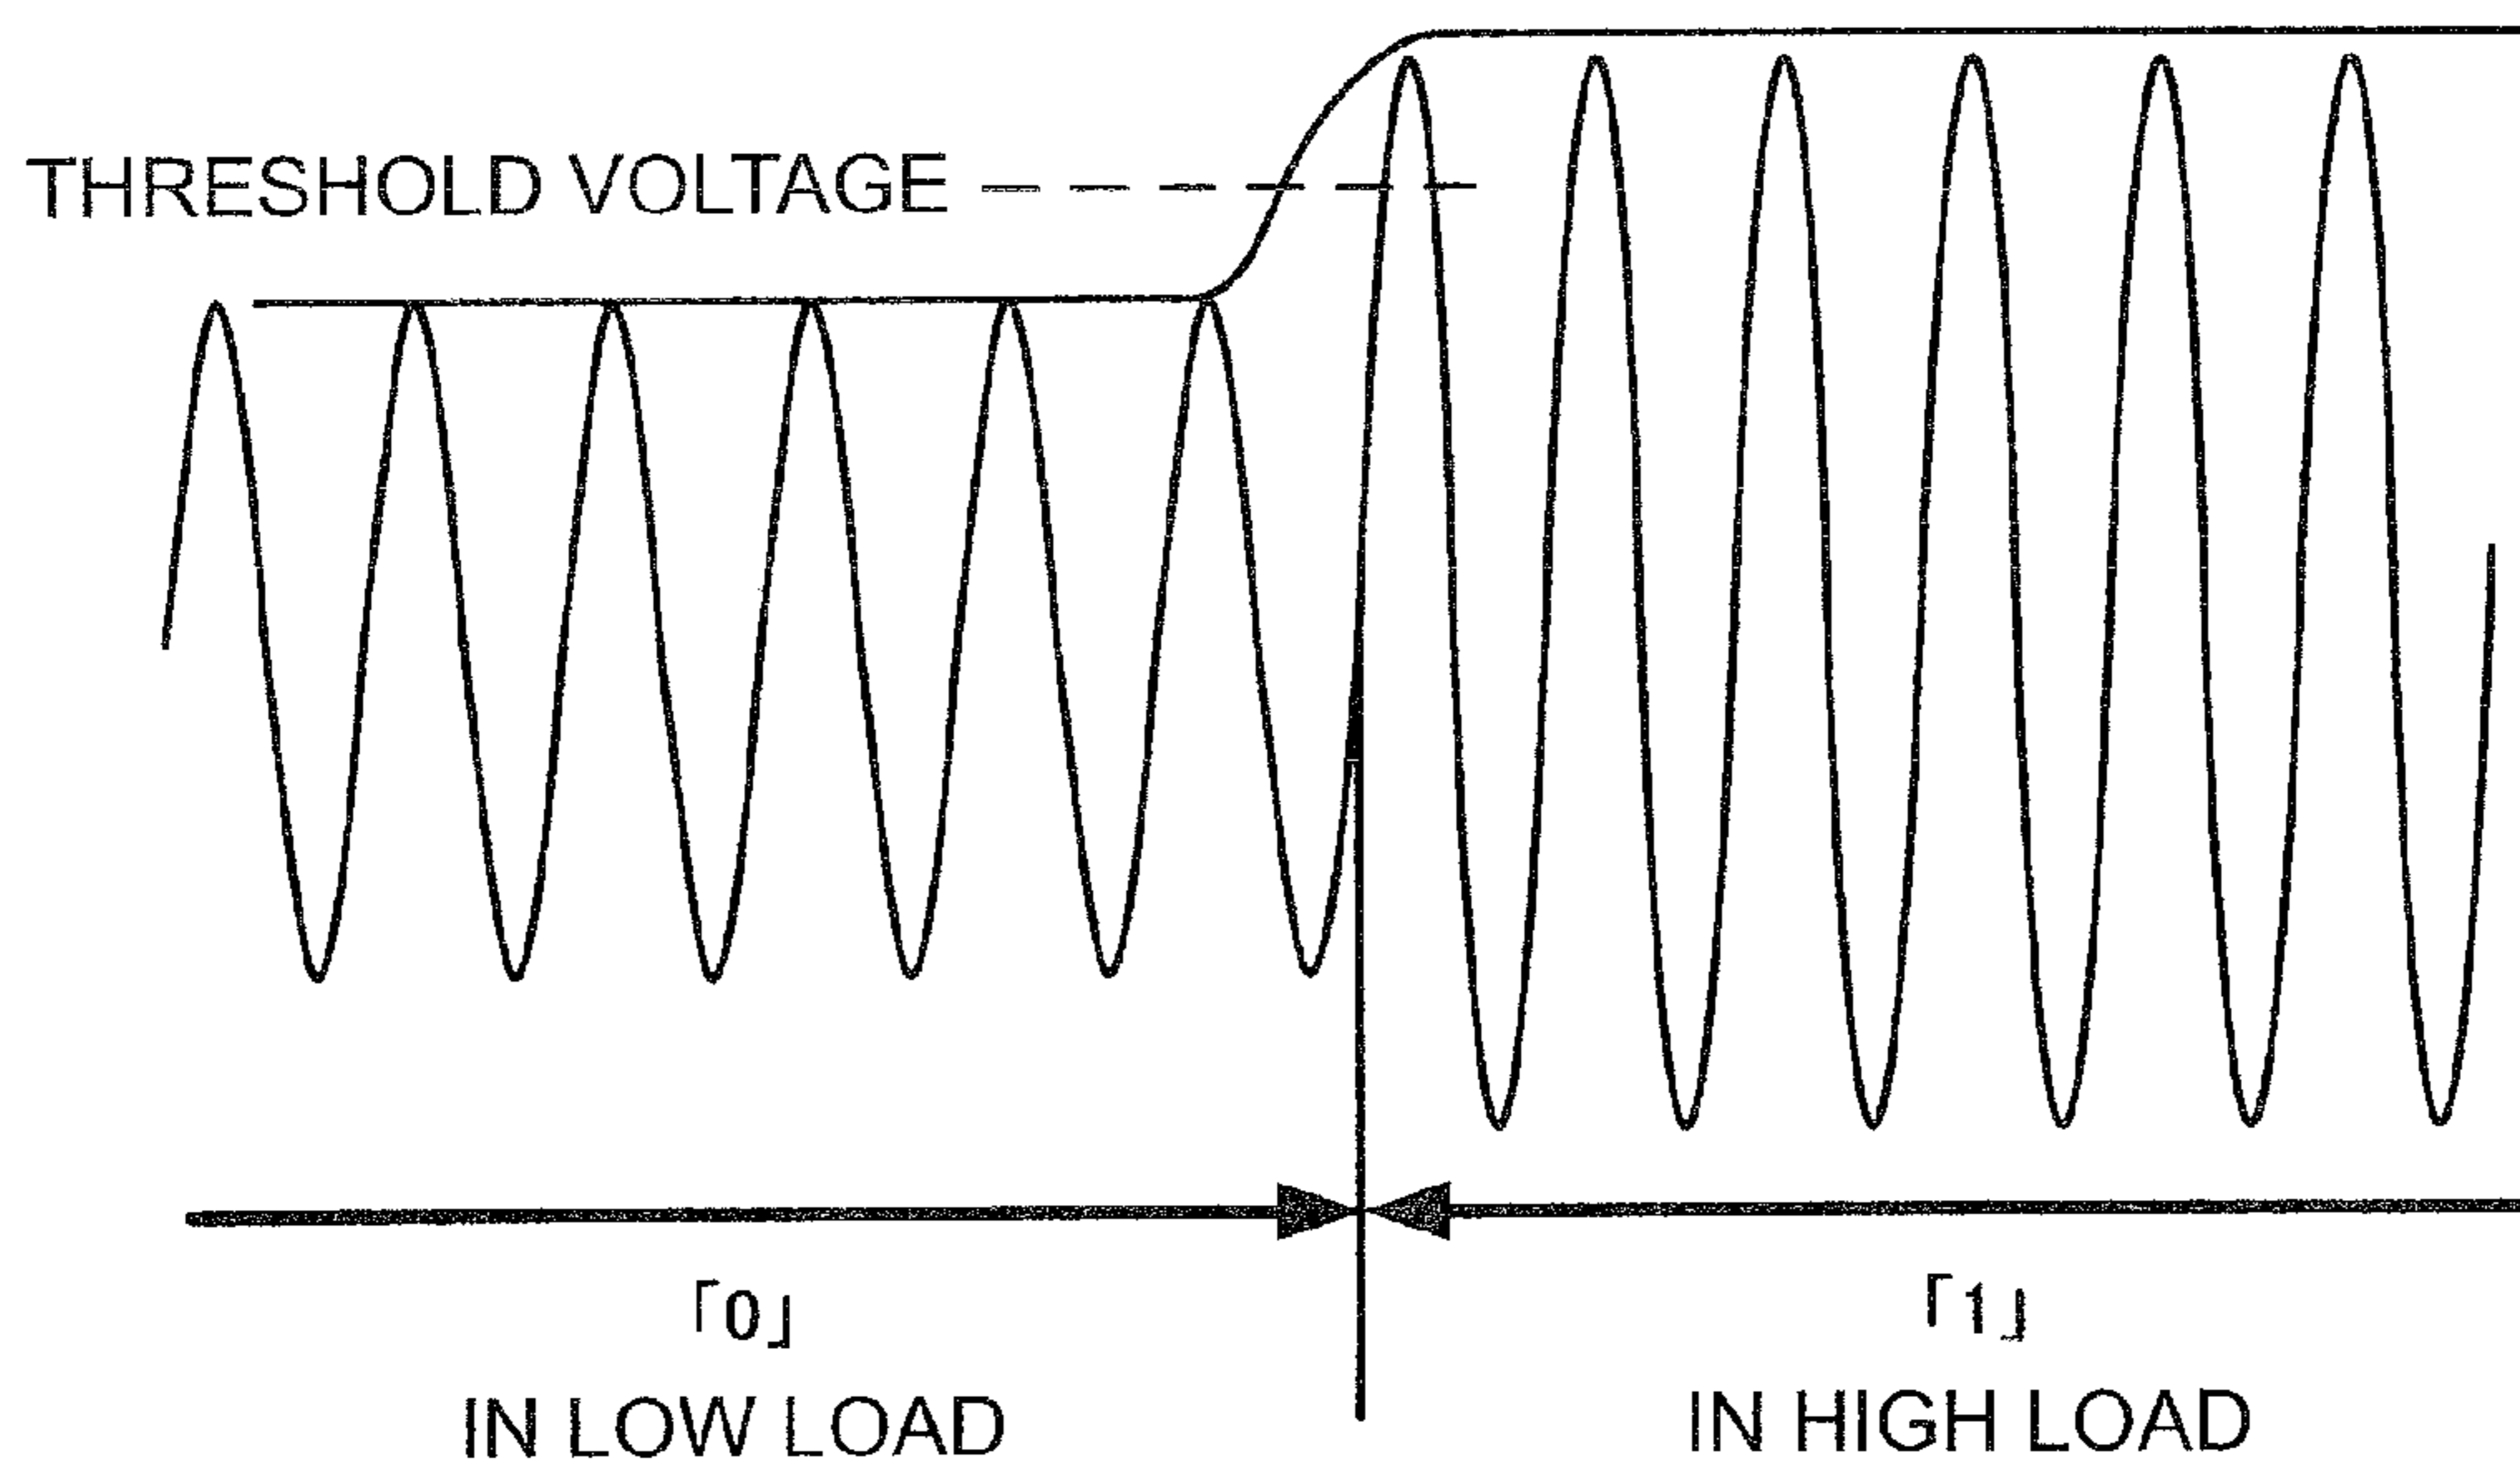 THRESHOLD VOLTAGE
「0」
IN LOW LOAD
「1」
IN HIGH LOAD